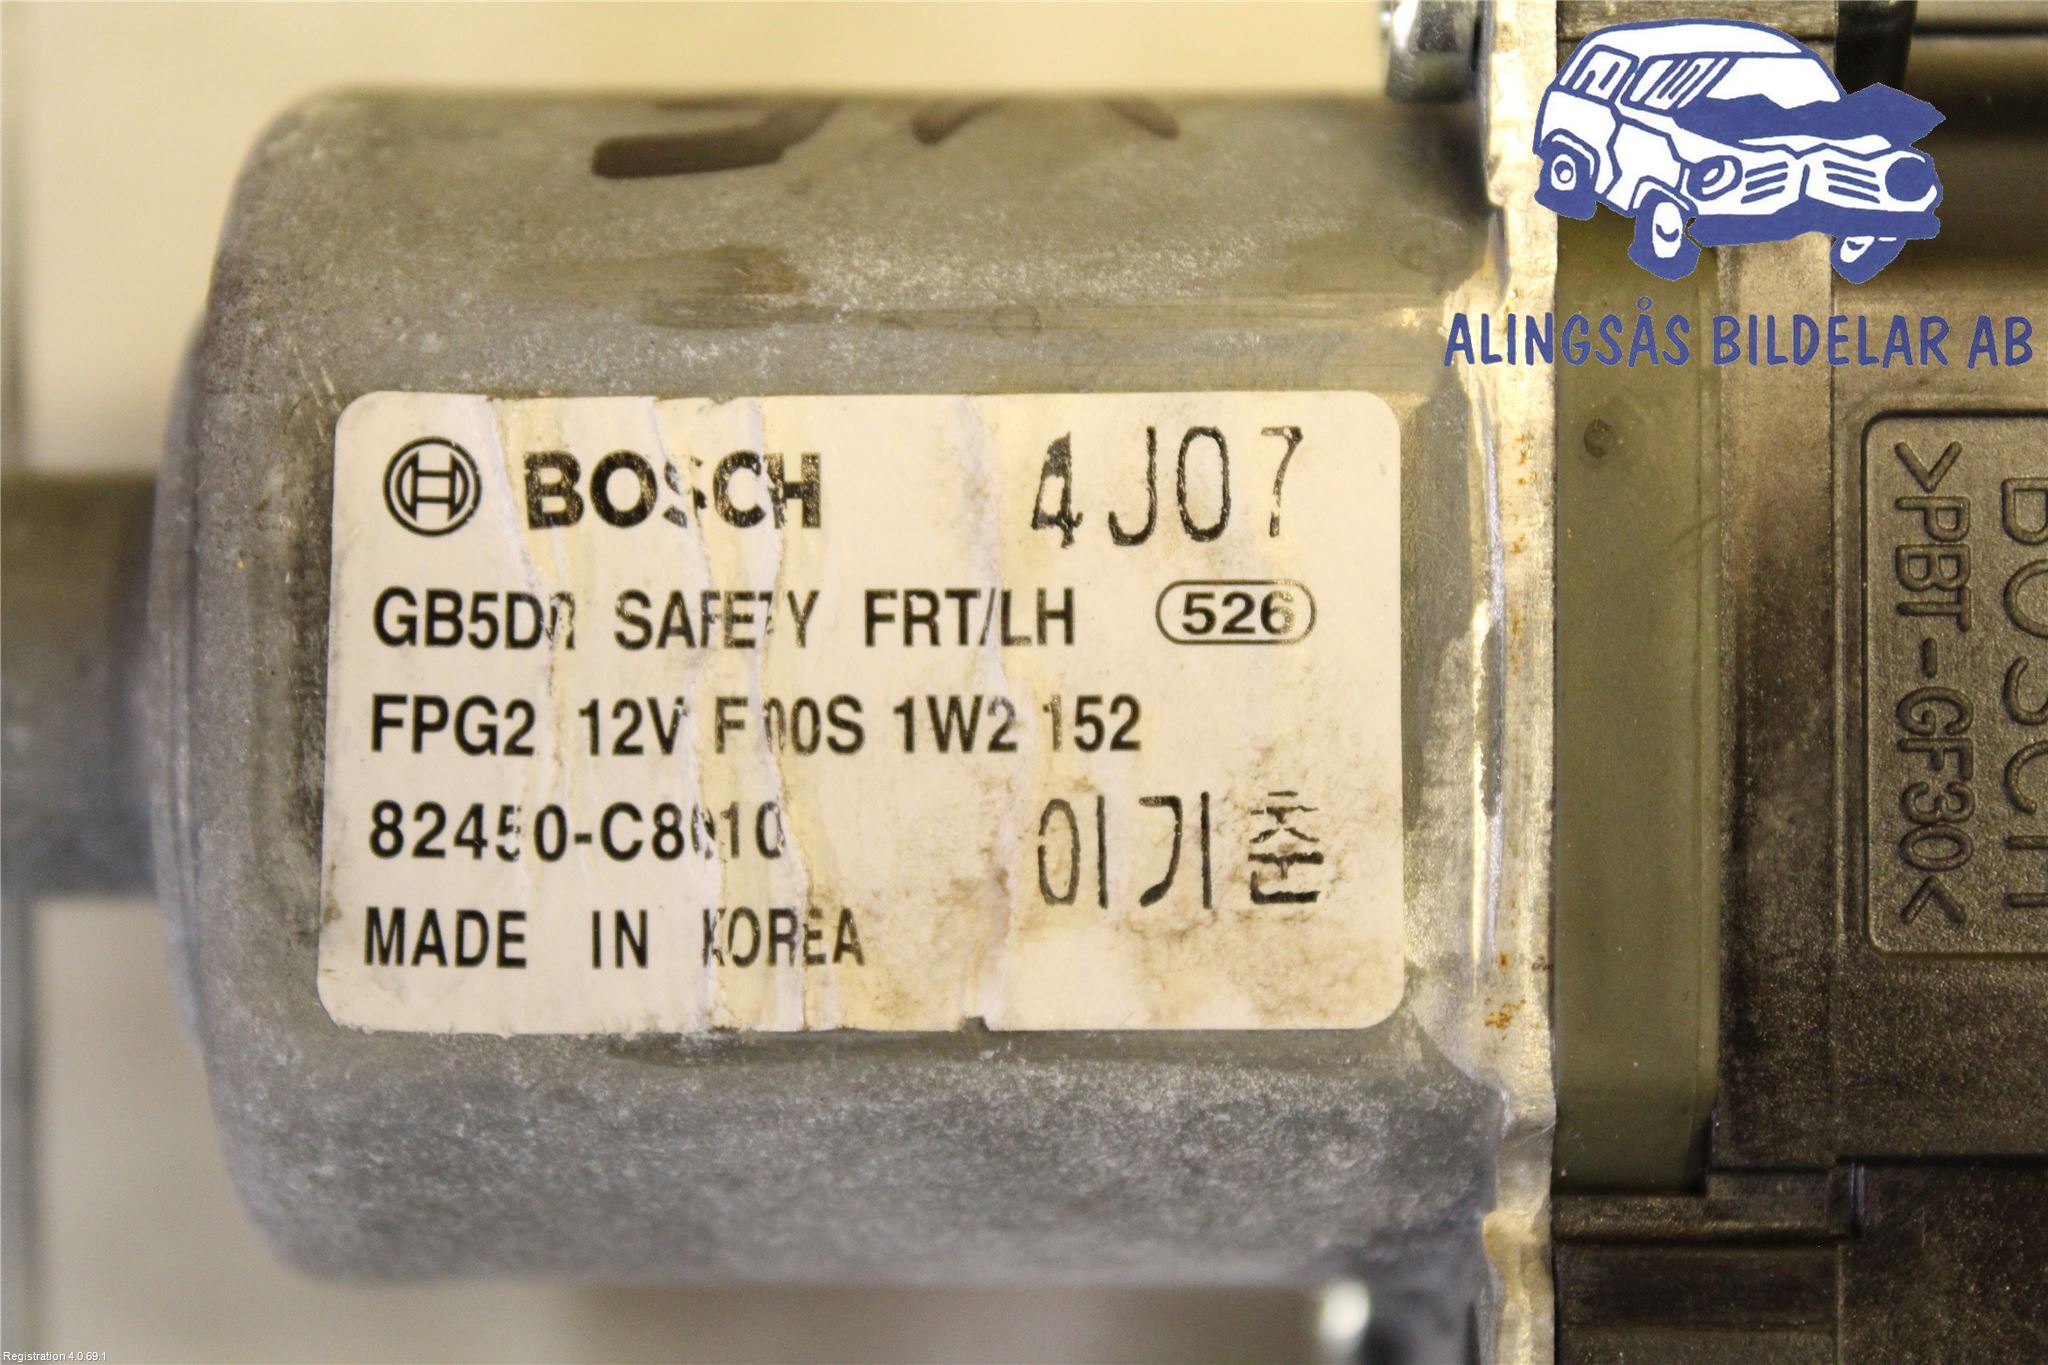 ALINGSÅS BILDELAR AB
BOSCH 4J07
SAFETY FRT/LH 526
FPG2 12V F00S 1W2 152
82450-C8010
이기춘
MADE IN KOREA
BOSCH
>PBT-GF30<
Registration 4.0.69.1